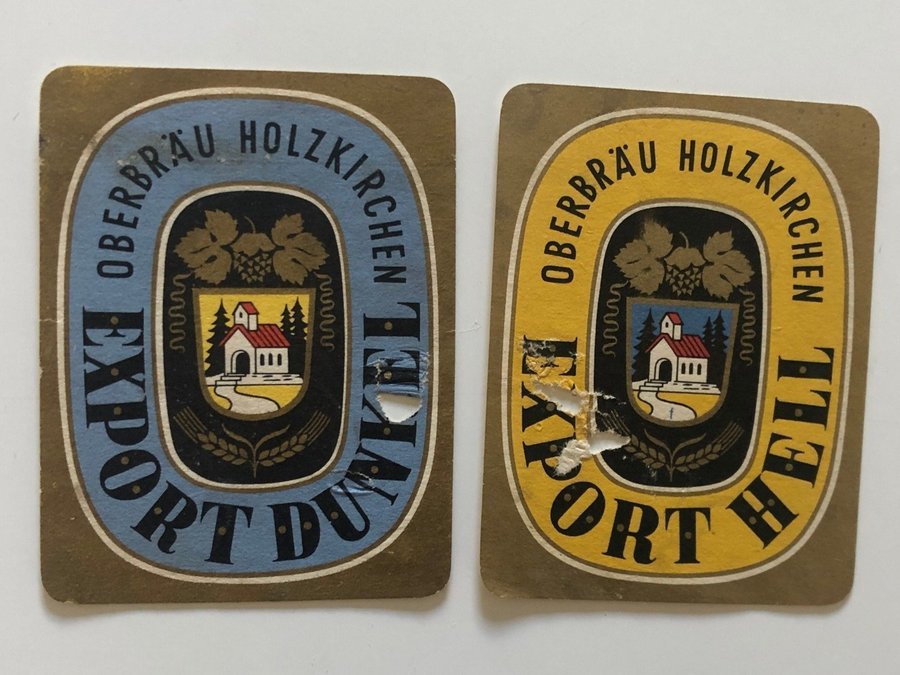 OBERBRÄU HOLZKIRCHEN
EXPORT DUNKEL
OBERBRÄU HOLZKIRCHEN
EXPORT HELL
f